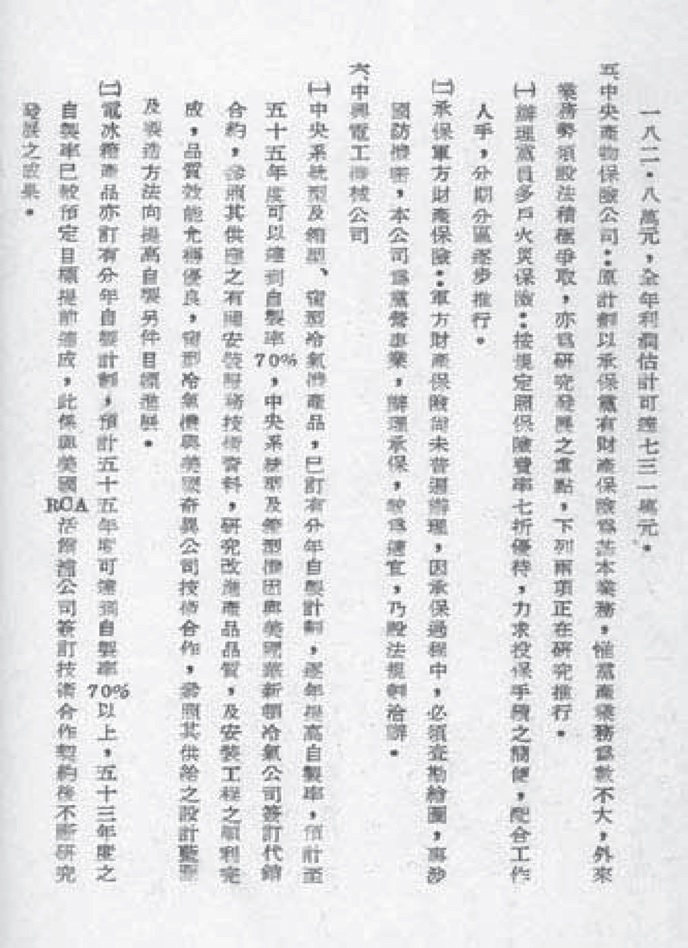 一八二・八萬元，全年利潤估計可達七三一萬元。
五、中央產物保險公司：原計劃以承保黨有財產保險為基本業務，惟黨產業務為數不大，外來
業務勢須設法積極爭取，亦為研究發展之重點，下列兩項正在研究推行。
㈠辦理黨員多戶火災保險：按規定照保險費率七折優待，力求投保手續之簡便，配合工作
人手，分期分區逐步推行。
㈡承保軍方財產保險：軍方財產保險尚未普遍辦理，因承保過程中，必須查勘繪圖，事涉
國防機密，本公司為黨營事業，辦理承保，較為適宜，乃設法規劃洽辦。
六、中興電工機械公司
㈠中央系統型及箱型、窗型冷氣機產品，已訂有分年自製計劃，逐年提高自製率，預計至
五十五年度可以達到自製率70%，中央系統型及箱型機因與美國萊新頓冷氣公司簽訂代銷
合約，參照其供應之有關安裝服務技術資料，研究改進產品品質，及安裝工程之順利完
成，品質效能尤稱優良，窗型冷氣機與美國奇異公司技術合作，參照其供給之設計藍圖
及製造方法向提高自製另件目標進展。
㈡電冰箱產品亦訂有分年自製計劃，預計五十五年度可達到自製率70%以上，五十三年度之
自製率已較預定目標提前達成，此係與美國RCA活爾渝公司簽訂技術合作契約後不斷研究
發展之成果。